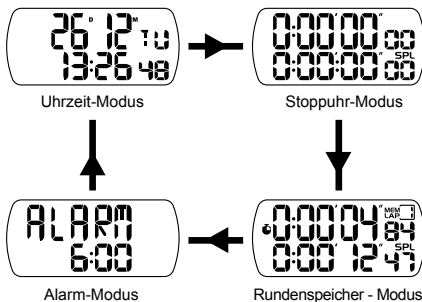 26 D 12 M TU
13:26 48
Uhrzeit-Modus
0:00'00" 00
0:00:00" SPL 00
Stoppuhr-Modus
ALARM
6:00
Alarm-Modus
0:00'04" MEM LAP 1 84
0:00'12" SPL 47
Rundenspeicher - Modus